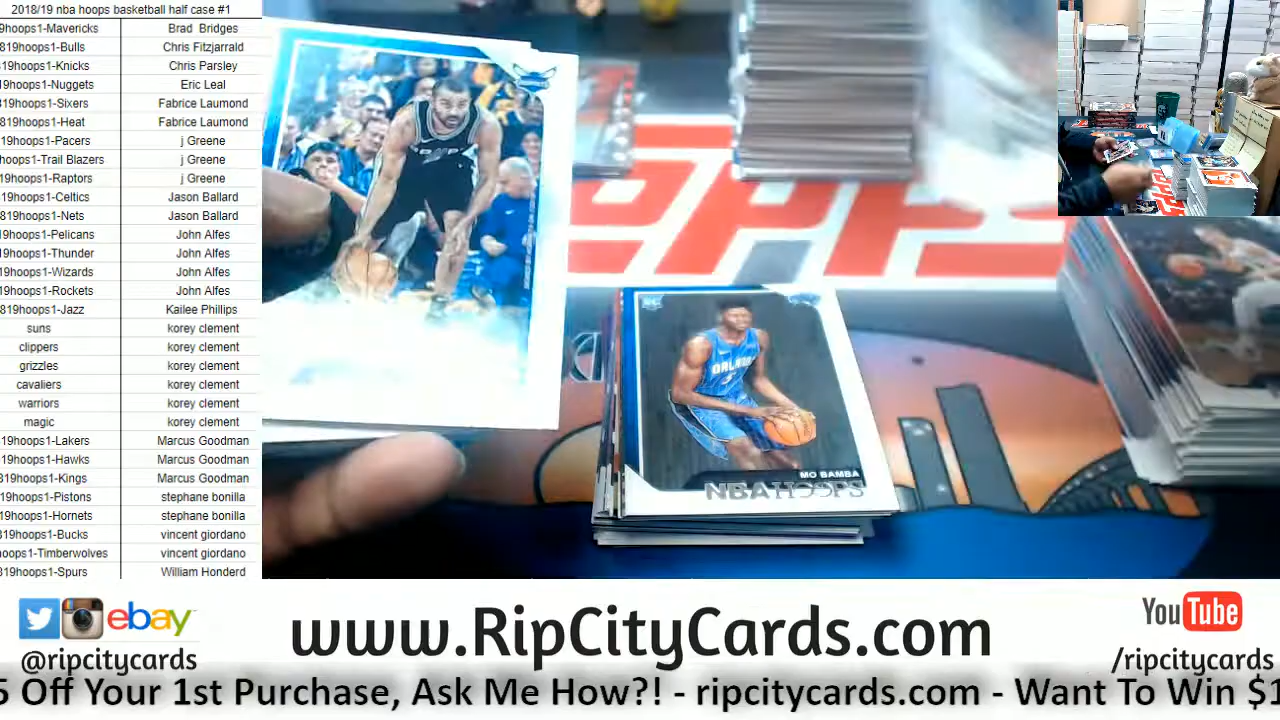 2018/19 nba hoops basketball half case #1
9hoops1-Mavericks Brad Bridges
819hoops1-Bulls Chris Fitzjarrald
819hoops1-Knicks Chris Parsley
19hoops1-Nuggets Eric Leal
319hoops1-Sixers Fabrice Laumond
819hoops1-Heat Fabrice Laumond
19hoops1-Pacers j Greene
hoops1-Trail Blazers j Greene
19hoops1-Raptors j Greene
19hoops1-Celtics Jason Ballard
819hoops1-Nets Jason Ballard
19hoops1-Pelicans John Alfes
19hoops1-Thunder John Alfes
19hoops1-Wizards John Alfes
19hoops1-Rockets John Alfes
819hoops1-Jazz Kailee Phillips
suns korey clement
clippers korey clement
grizzles korey clement
cavaliers korey clement
warriors korey clement
magic korey clement
19hoops1-Lakers Marcus Goodman
19hoops1-Hawks Marcus Goodman
819hoops1-Kings Marcus Goodman
19hoops1-Pistons stephane bonilla
19hoops1-Hornets stephane bonilla
819hoops1-Bucks vincent giordano
hoops1-Timberwolves vincent giordano
819hoops1-Spurs William Honderd
ORLANDO
5
MO BAMBA
NBAHOOPS
ebay
@ripcitycards
www.RipCityCards.com
YouTube
/ripcitycards
5 Off Your 1st Purchase, Ask Me How?! - ripcitycards.com - Want To Win $1